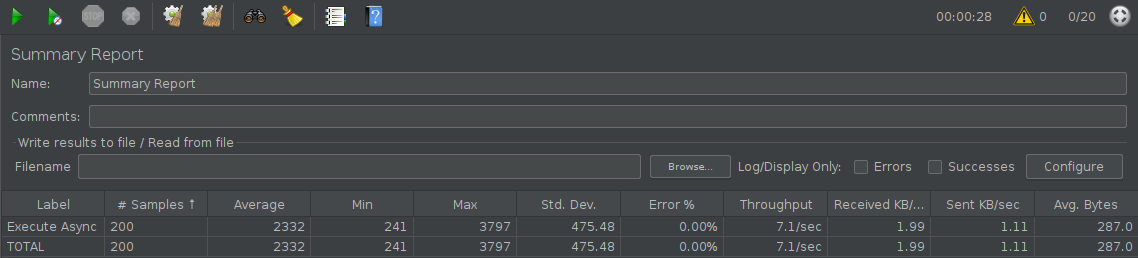 STOP 00:00:28 0 0/20
Summary Report
Name: Summary Report
Comments:
Write results to file / Read from file
Filename Browse... Log/Display Only: Errors Successes Configure
Label # Samples ↑ Average Min Max Std. Dev. Error % Throughput Received KB/... Sent KB/sec Avg. Bytes
Execute Async 200 2332 241 3797 475.48 0.00% 7.1/sec 1.99 1.11 287.0
TOTAL 200 2332 241 3797 475.48 0.00% 7.1/sec 1.99 1.11 287.0